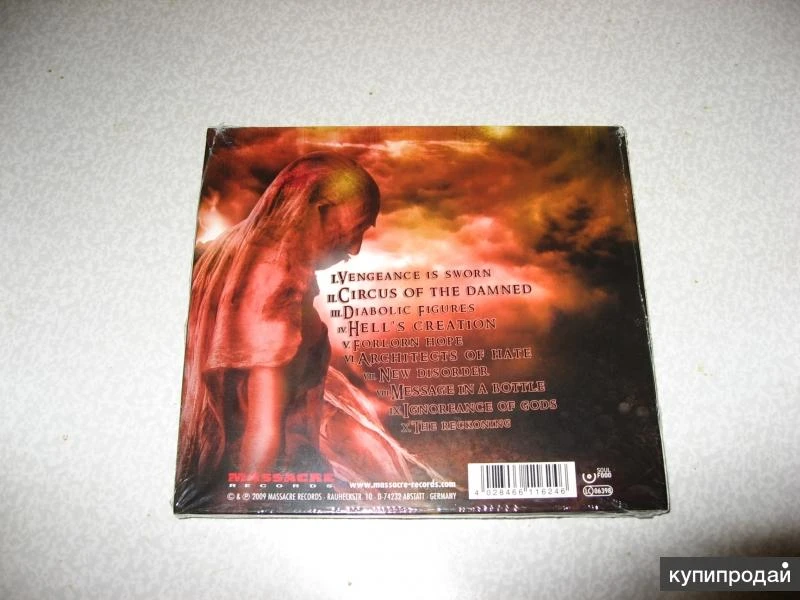 I. VENGEANCE IS SWORN
II. CIRCUS OF THE DAMNED
III. DIABOLIC FIGURES
IV. HELL'S CREATION
V. FORLORN HOPE
VI. ARCHITECTS OF HATE
VII. NEW DISORDER
VIII. MESSAGE IN A BOTTLE
IX. IGNOREANCE OF GODS
X. THE RECKONING
MASSACRE
RECORDS
www.massacre-records.com
© & ℗ 2009 MASSACRE RECORDS · RAUHECKSTR. 10 D-74232 ABSTATT · GERMANY
4 028466 116246
SOUL
FOOD
LC 06398
купипродай